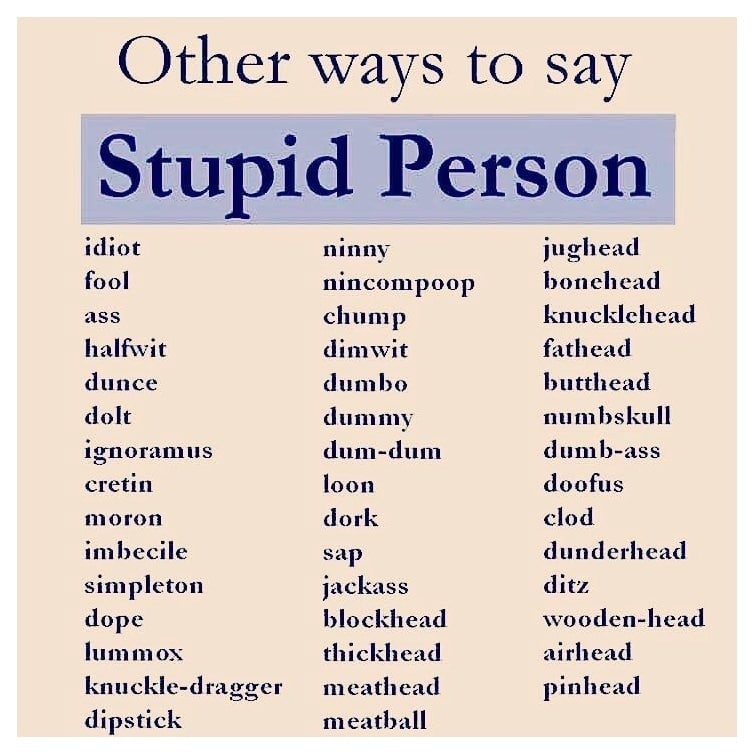 Other ways to say
Stupid Person
idiot
fool
ass
halfwit
dunce
dolt
ignoramus
cretin
moron
imbecile
simpleton
dope
lummox
knuckle-dragger
dipstick
ninny
nincompoop
chump
dimwit
dumbo
dummy
dum-dum
loon
dork
sap
jackass
blockhead
thickhead
meathead
meatball
jughead
bonehead
knucklehead
fathead
butthead
numbskull
dumb-ass
doofus
clod
dunderhead
ditz
wooden-head
airhead
pinhead